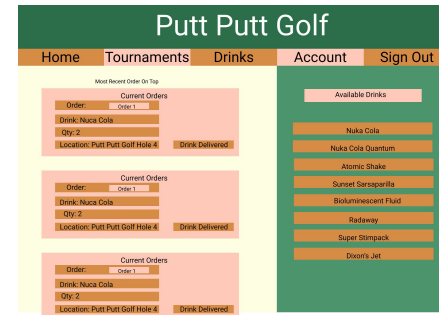 Putt Putt Golf
Home Tournaments Drinks Account Sign Out
Most Recent Order On Top
Current Orders
Order: Order 1
Drink: Nuca Cola
Qty: 2
Location: Putt Putt Golf Hole 4 Drink Delivered
Current Orders
Order: Order 1
Drink: Nuca Cola
Qty: 2
Location: Putt Putt Golf Hole 4 Drink Delivered
Current Orders
Order: Order 1
Drink: Nuca Cola
Qty: 2
Location: Putt Putt Golf Hole 4 Drink Delivered
Available Drinks
Nuka Cola
Nuka Cola Quantum
Atomic Shake
Sunset Sarsaparilla
Bioluminescent Fluid
Radaway
Super Stimpack
Dixon's Jet